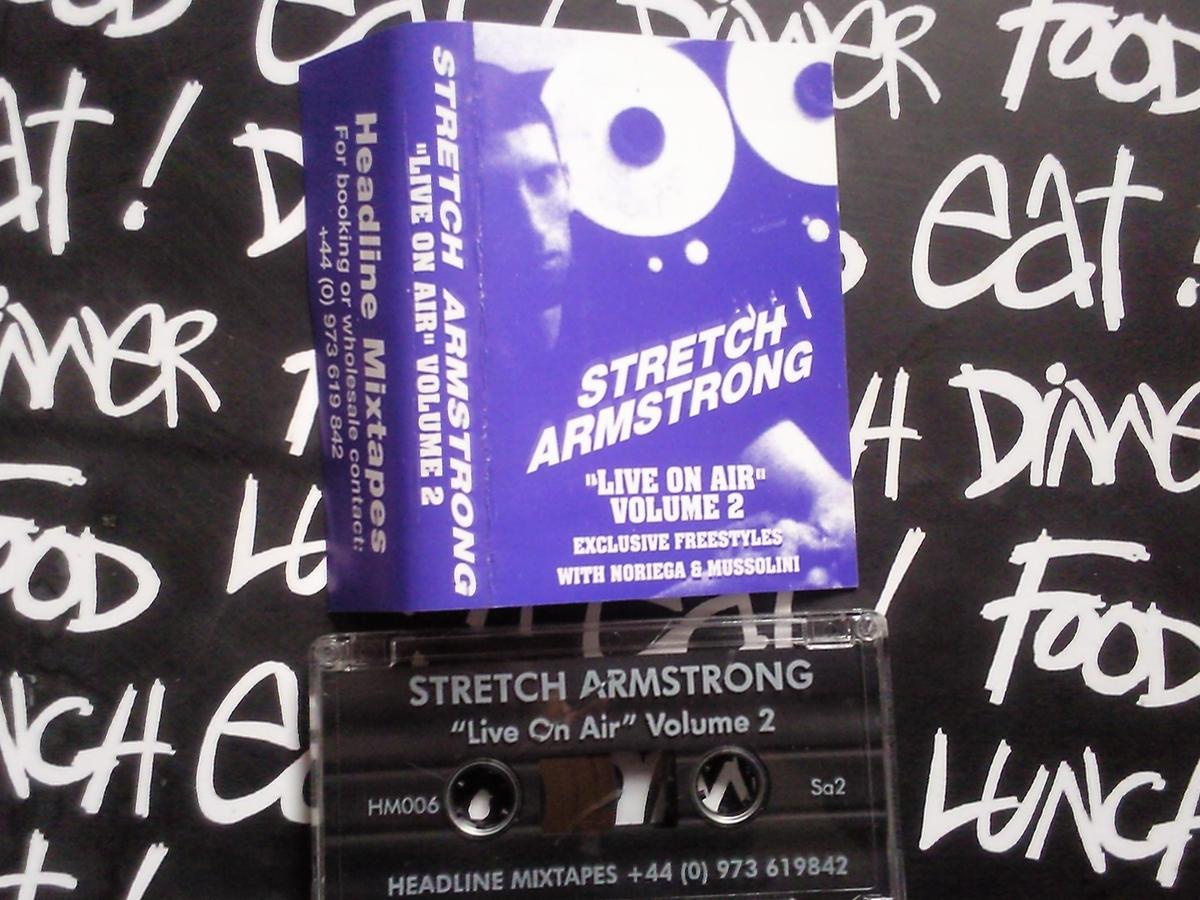 FOOD
Dinner
FOOD
eat!
eat!
Dinner
LUNCH
Dinner
FOOD
FOOD
LUNCH
LUNCH
Headline Mixtapes
For booking or wholesale contact:
+44 (0) 973 619 842
STRETCH ARMSTRONG
"LIVE ON AIR" VOLUME 2
STRETCH
ARMSTRONG
"LIVE ON AIR"
VOLUME 2
EXCLUSIVE FREESTYLES
WITH NORIEGA & MUSSOLINI
STRETCH ARMSTRONG
"Live On Air" Volume 2
HM006
Sa2
HEADLINE MIXTAPES +44 (0) 973 619842